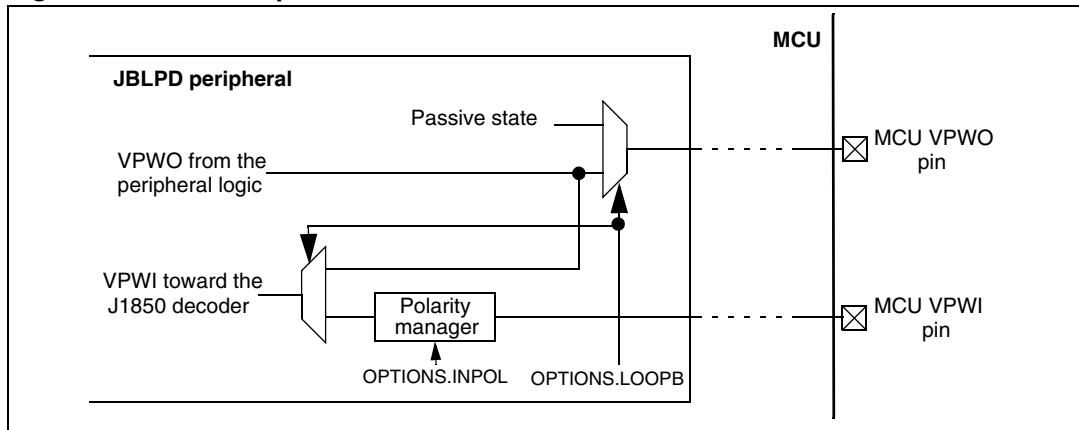 MCU
JBLPD peripheral
Passive state
MCU VPWO
pin
VPWO from the
peripheral logic
VPWI toward the
J1850 decoder
Polarity
manager
MCU VPWI
pin
OPTIONS.INPOL
OPTIONS.LOOPB